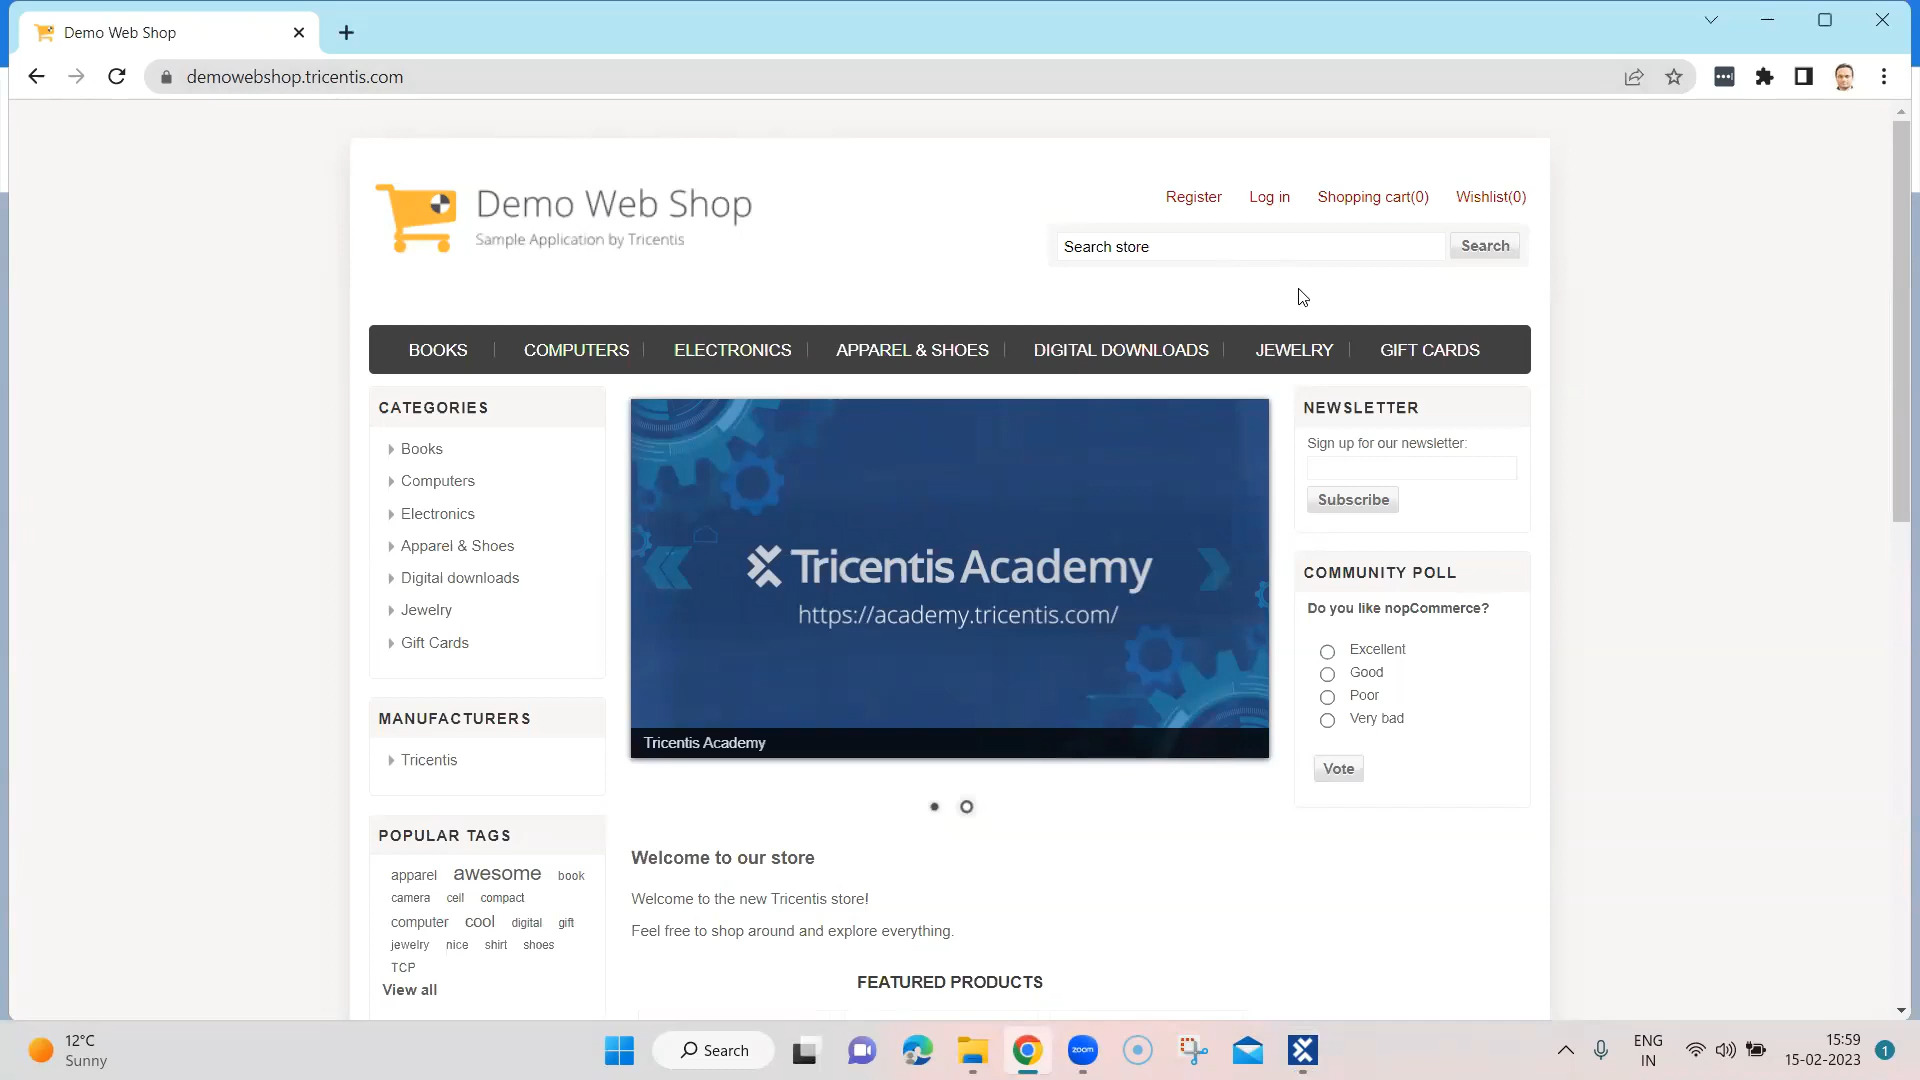 Demo Web Shop
demowebshop.tricentis.com
Demo Web Shop
Sample Application by Tricentis
Register Log in Shopping cart(0) Wishlist(0)
Search store Search
BOOKS COMPUTERS ELECTRONICS APPAREL & SHOES DIGITAL DOWNLOADS JEWELRY GIFT CARDS
CATEGORIES
Books
Computers
Electronics
Apparel & Shoes
Digital downloads
Jewelry
Gift Cards
MANUFACTURERS
Tricentis
POPULAR TAGS
apparel awesome book
camera cell compact
computer cool digital gift
jewelry nice shirt shoes
TCP
View all
Tricentis Academy
https://academy.tricentis.com/
Tricentis Academy
Welcome to our store
Welcome to the new Tricentis store!
Feel free to shop around and explore everything.
FEATURED PRODUCTS
NEWSLETTER
Sign up for our newsletter:
Subscribe
COMMUNITY POLL
Do you like nopCommerce?
Excellent
Good
Poor
Very bad
Vote
12°C
Sunny
Search
zoom
ENG
IN
15:59
15-02-2023
1